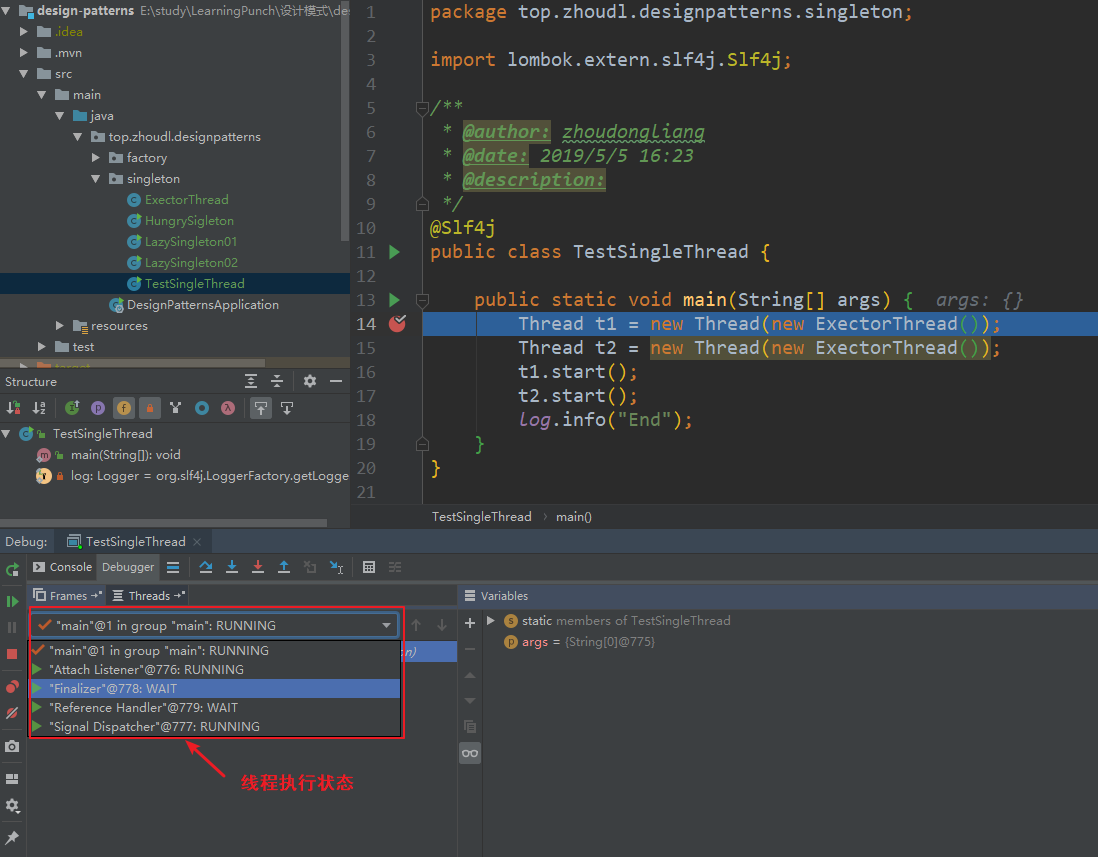 design-patterns E:\study\LearningPunch\设计模式\de
.idea
.mvn
src
main
java
top.zhoudl.designpatterns
factory
singleton
ExectorThread
HungrySigleton
LazySingleton01
LazySingleton02
TestSingleThread
DesignPatternsApplication
resources
test
target
Structure
TestSingleThread
main(String[]): void
log: Logger = org.slf4j.LoggerFactory.getLogge
1 package top.zhoudl.designpatterns.singleton;
2
3 import lombok.extern.slf4j.Slf4j;
4
5 /**
6 * @author: zhoudongliang
7 * @date: 2019/5/5 16:23
8 * @description:
9 */
10 @Slf4j
11 public class TestSingleThread {
12
13 public static void main(String[] args) { args: {}
14 Thread t1 = new Thread(new ExectorThread());
15 Thread t2 = new Thread(new ExectorThread());
16 t1.start();
17 t2.start();
18 log.info("End");
19 }
20 }
21
TestSingleThread › main()
Debug: TestSingleThread ×
Console Debugger
Frames Threads
"main"@1 in group "main": RUNNING
"main"@1 in group "main": RUNNING
"Attach Listener"@776: RUNNING
"Finalizer"@778: WAIT
"Reference Handler"@779: WAIT
"Signal Dispatcher"@777: RUNNING
线程执行状态
Variables
static members of TestSingleThread
args = {String[0]@775}